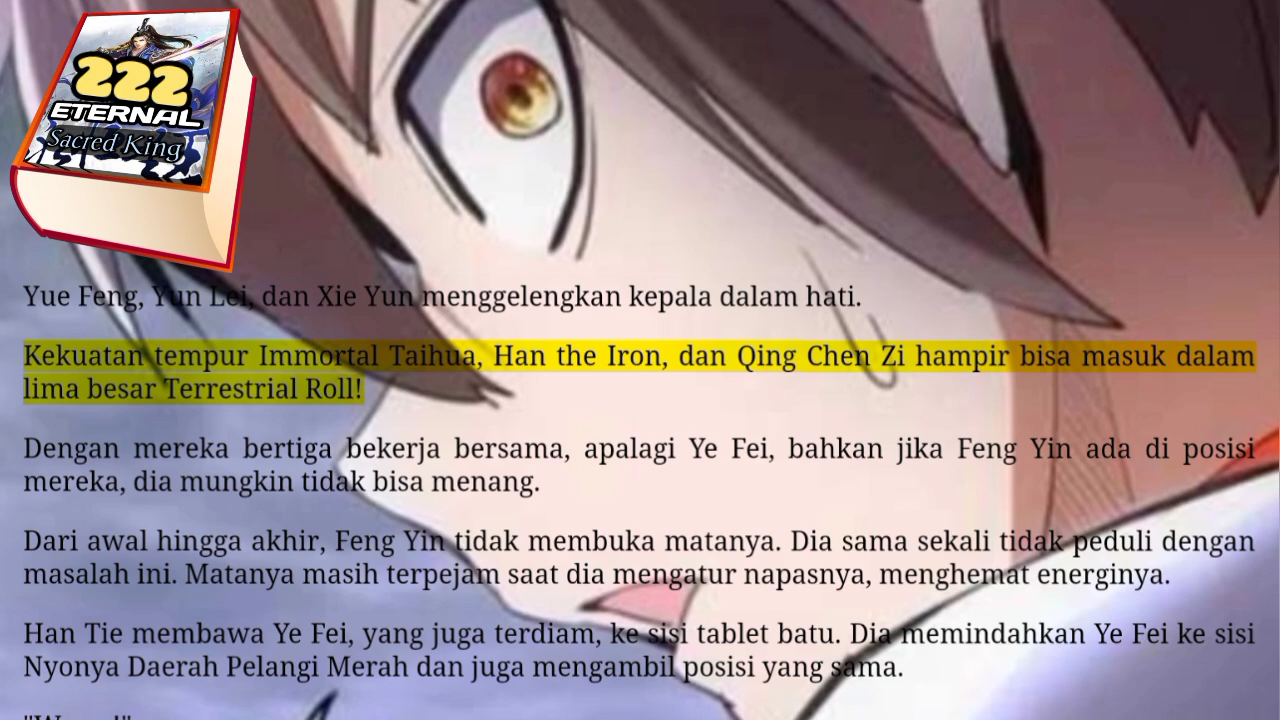 222
ETERNAL
Sacred King
Yue Feng, Yun Lei, dan Xie Yun menggelengkan kepala dalam hati.
Kekuatan tempur Immortal Taihua, Han the Iron, dan Qing Chen Zi hampir bisa masuk dalam
lima besar Terrestrial Roll!
Dengan mereka bertiga bekerja bersama, apalagi Ye Fei, bahkan jika Feng Yin ada di posisi
mereka, dia mungkin tidak bisa menang.
Dari awal hingga akhir, Feng Yin tidak membuka matanya. Dia sama sekali tidak peduli dengan
masalah ini. Matanya masih terpejam saat dia mengatur napasnya, menghemat energinya.
Han Tie membawa Ye Fei, yang juga terdiam, ke sisi tablet batu. Dia memindahkan Ye Fei ke sisi
Nyonya Daerah Pelangi Merah dan juga mengambil posisi yang sama.